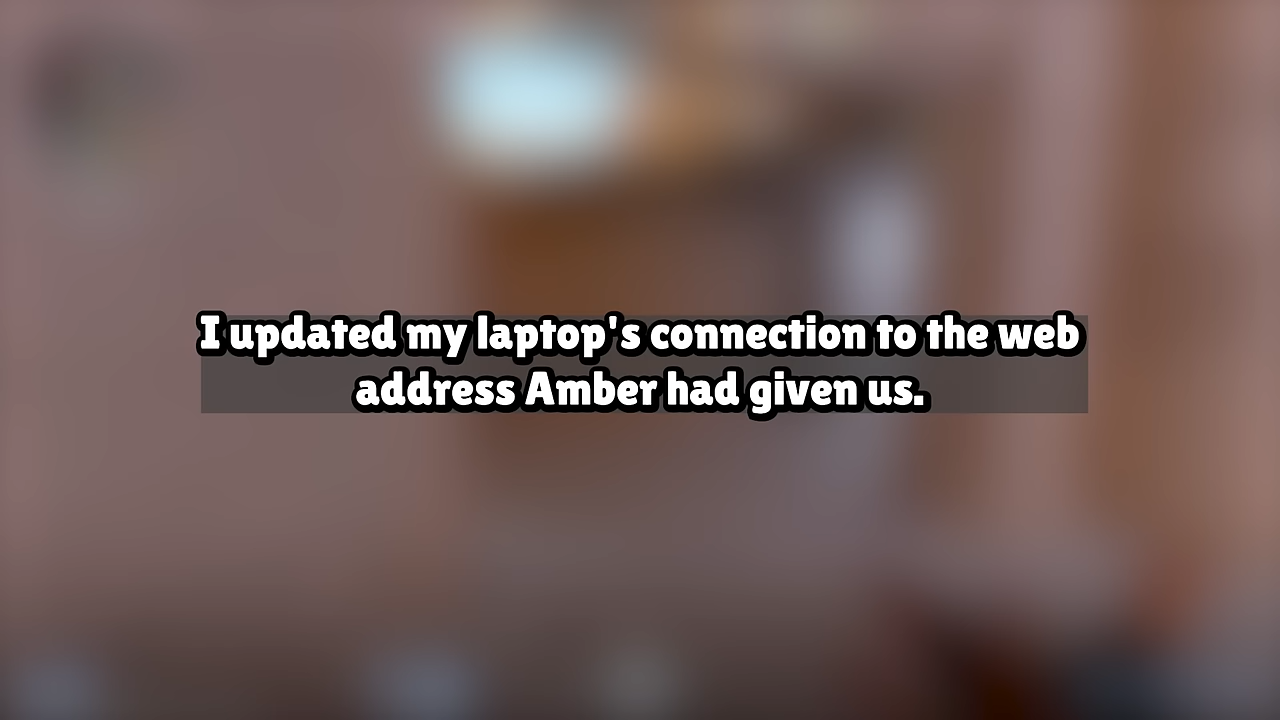 I updated my laptop's connection to the web
address Amber had given us.